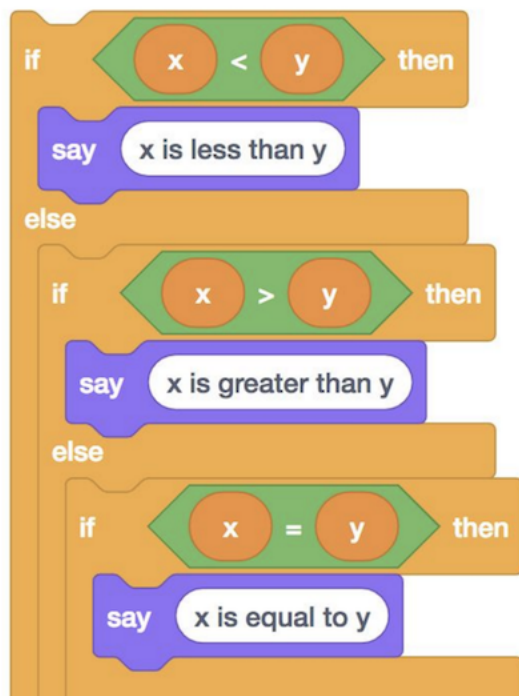 if x < y then
say x is less than y
else
if x > y then
say x is greater than y
else
if x = y then
say x is equal to y